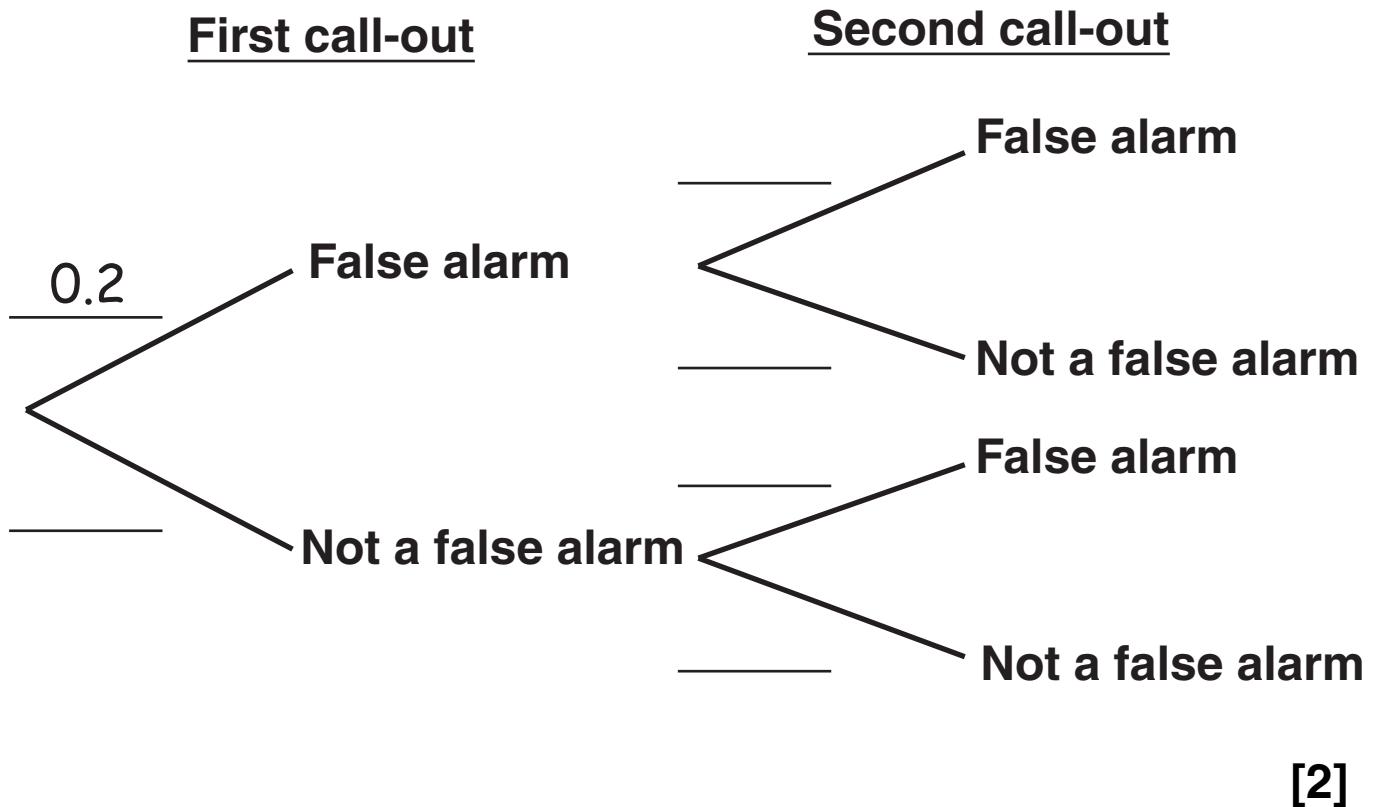 First call-out
Second call-out
False alarm
False alarm
0.2
Not a false alarm
False alarm
Not a false alarm
Not a false alarm
[2]